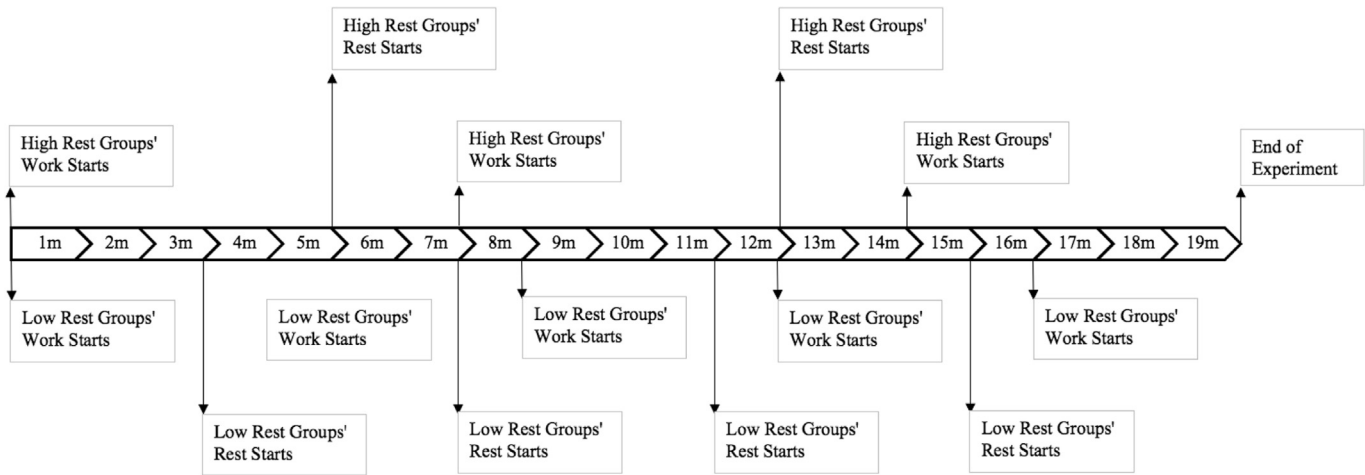 High Rest Groups'
Rest Starts
High Rest Groups'
Rest Starts
High Rest Groups'
Work Starts
High Rest Groups'
Work Starts
High Rest Groups'
Work Starts
End of
Experiment
1m 2m 3m 4m 5m 6m 7m 8m 9m 10m 11m 12m 13m 14m 15m 16m 17m 18m 19m
Low Rest Groups'
Work Starts
Low Rest Groups'
Work Starts
Low Rest Groups'
Work Starts
Low Rest Groups'
Work Starts
Low Rest Groups'
Work Starts
Low Rest Groups'
Rest Starts
Low Rest Groups'
Rest Starts
Low Rest Groups'
Rest Starts
Low Rest Groups'
Rest Starts